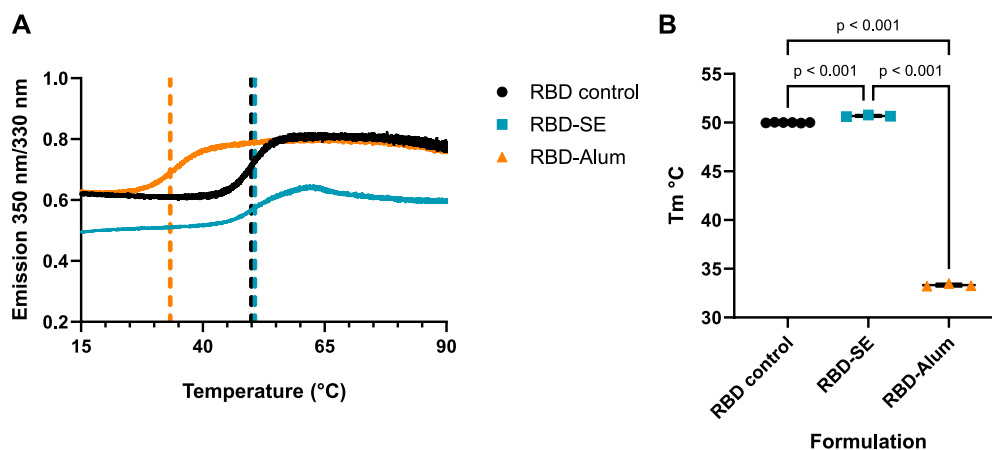 A
Emission 350 nm/330 nm
1.0
0.8
0.6
0.4
0.2
15
40
65
90
Temperature (°C)
RBD control
RBD-SE
RBD-Alum
B
p < 0.001
p < 0.001
p < 0.001
Tm °C
55
50
45
40
35
30
RBD control
RBD-SE
RBD-Alum
Formulation